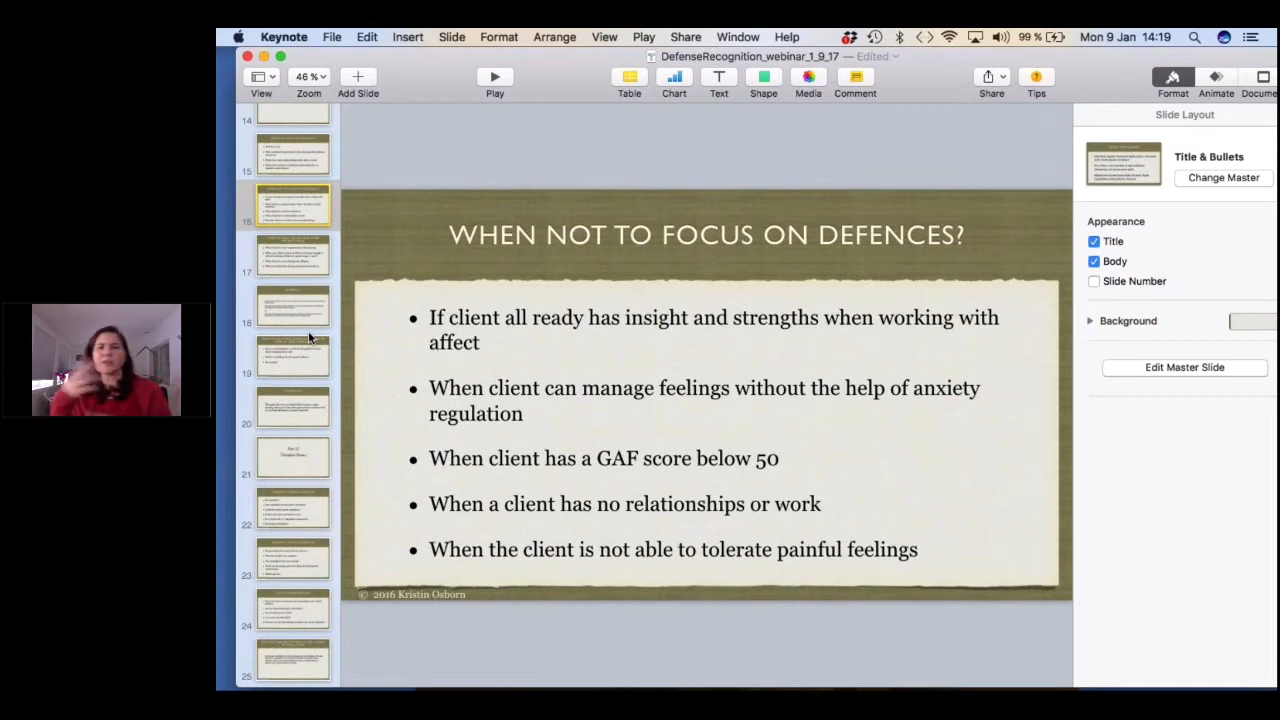 Keynote File Edit Insert Slide Format Arrange View Play Share Window Help 99 % Mon 9 Jan 14:19
DefenseRecognition_webinar_1_9_17 — Edited
46 %
View Zoom Add Slide Play Table Chart Text Shape Media Comment Share Tips Format Animate Docume
Slide Layout
Title & Bullets
Change Master
Appearance
Title
Body
Slide Number
Background
Edit Master Slide
14
15
16
17
18
19
20
21
22
23
24
25
WHEN NOT TO FOCUS ON DEFENCES?
• If client all ready has insight and strengths when working with
affect
• When client can manage feelings without the help of anxiety
regulation
• When client has a GAF score below 50
• When a client has no relationships or work
• When the client is not able to tolerate painful feelings
© 2016 Kristin Osborn